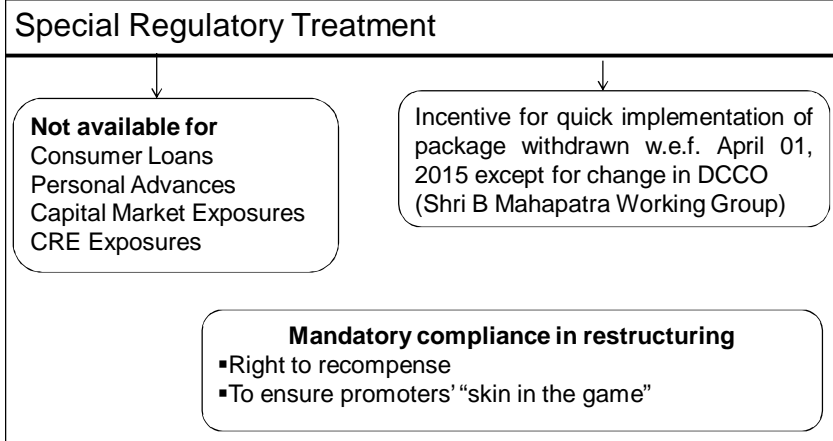 Special Regulatory Treatment
Not available for
Consumer Loans
Personal Advances
Capital Market Exposures
CRE Exposures
Incentive for quick implementation of
package withdrawn w.e.f. April 01,
2015 except for change in DCCO
(Shri B Mahapatra Working Group)
Mandatory compliance in restructuring
▪Right to recompense
▪To ensure promoters’ “skin in the game”